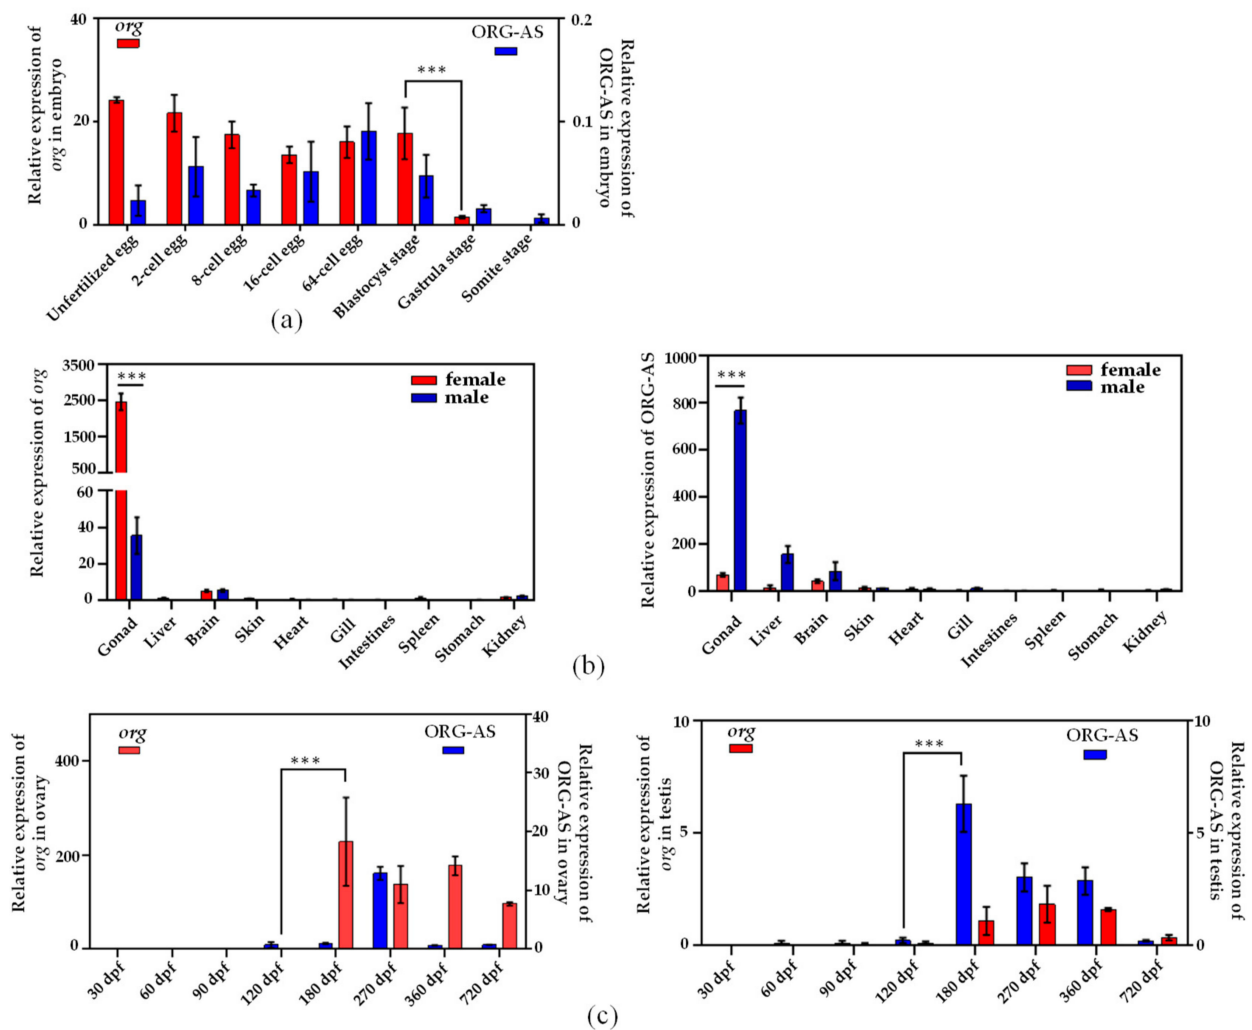 40
20
0
Relative expression of
org in embryo
org
***
ORG-AS
0.2
0.1
0
Relative expression of
ORG-AS in embryo
Unfertilized egg
2-cell egg
8-cell egg
16-cell egg
64-cell egg
Blastocyst stage
Gastrula stage
Somite stage
(a)
Relative expression of org
3500
2500
1500
500
60
40
20
0
***
female
male
Gonad
Liver
Brain
Skin
Heart
Gill
Intestines
Spleen
Stomach
Kidney
Relative expression of ORG-AS
1000
800
600
400
200
0
***
female
male
Gonad
Liver
Brain
Skin
Heart
Gill
Intestines
Spleen
Stomach
Kidney
(b)
Relative expression of
org in ovary
400
200
0
org
***
ORG-AS
40
30
20
10
0
Relative expression of
ORG-AS in ovary
30 dpf
60 dpf
90 dpf
120 dpf
180 dpf
270 dpf
360 dpf
720 dpf
Relative expression of
org in testis
10
5
0
org
***
ORG-AS
10
5
0
Relative expression of
ORG-AS in testis
30 dpf
60 dpf
90 dpf
120 dpf
180 dpf
270 dpf
360 dpf
720 dpf
(c)